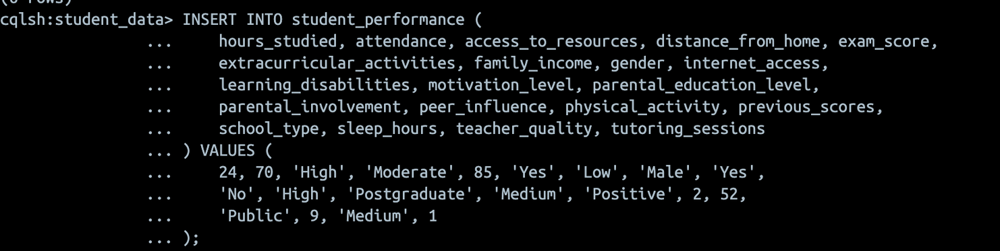 (0 rows)
cqlsh:student_data> INSERT INTO student_performance (
... hours_studied, attendance, access_to_resources, distance_from_home, exam_score,
... extracurricular_activities, family_income, gender, internet_access,
... learning_disabilities, motivation_level, parental_education_level,
... parental_involvement, peer_influence, physical_activity, previous_scores,
... school_type, sleep_hours, teacher_quality, tutoring_sessions
... ) VALUES (
... 24, 70, 'High', 'Moderate', 85, 'Yes', 'Low', 'Male', 'Yes',
... 'No', 'High', 'Postgraduate', 'Medium', 'Positive', 2, 52,
... 'Public', 9, 'Medium', 1
... );